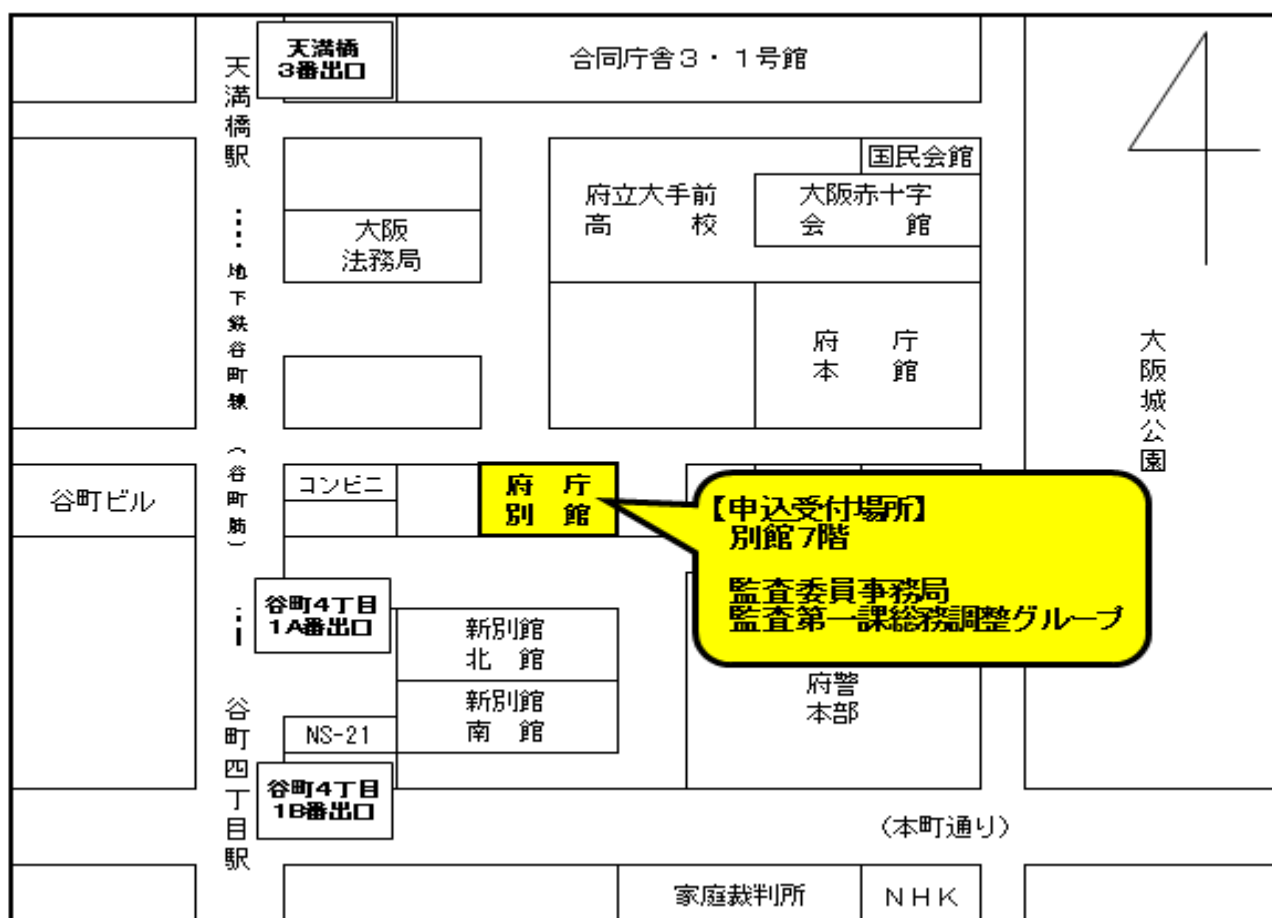 天満橋
3番出口
合同庁舎3・1号館
天満橋駅
国民会館
府立大手前
高校
大阪赤十字
会館
大阪
法務局
地下鉄谷町線
（谷町筋）
府庁
本館
大阪城公園
谷町ビル
コンビニ
府庁
別館
【申込受付場所】
別館7階
監査委員事務局
監査第一課総務調整グループ
谷町4丁目
1A番出口
新別館
北館
新別館
南館
府警
本部
NS-21
谷町四丁目駅
谷町4丁目
1B番出口
（本町通り）
家庭裁判所
NHK